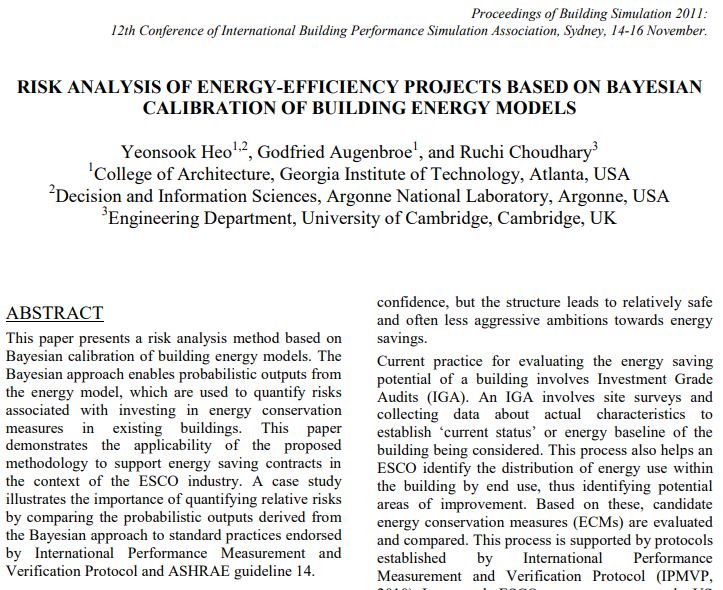 Proceedings of Building Simulation 2011:
12th Conference of International Building Performance Simulation Association, Sydney, 14-16 November.
RISK ANALYSIS OF ENERGY-EFFICIENCY PROJECTS BASED ON BAYESIAN
CALIBRATION OF BUILDING ENERGY MODELS
Yeonsook Heo1,2, Godfried Augenbroe1, and Ruchi Choudhary3
1College of Architecture, Georgia Institute of Technology, Atlanta, USA
2Decision and Information Sciences, Argonne National Laboratory, Argonne, USA
3Engineering Department, University of Cambridge, Cambridge, UK
ABSTRACT
This paper presents a risk analysis method based on
Bayesian calibration of building energy models. The
Bayesian approach enables probabilistic outputs from
the energy model, which are used to quantify risks
associated with investing in energy conservation
measures in existing buildings. This paper
demonstrates the applicability of the proposed
methodology to support energy saving contracts in
the context of the ESCO industry. A case study
illustrates the importance of quantifying relative risks
by comparing the probabilistic outputs derived from
the Bayesian approach to standard practices endorsed
by International Performance Measurement and
Verification Protocol and ASHRAE guideline 14.
confidence, but the structure leads to relatively safe
and often less aggressive ambitions towards energy
savings.
Current practice for evaluating the energy saving
potential of a building involves Investment Grade
Audits (IGA). An IGA involves site surveys and
collecting data about actual characteristics to
establish 'current status' or energy baseline of the
building being considered. This process also helps an
ESCO identify the distribution of energy use within
the building by end use, thus identifying potential
areas of improvement. Based on these, candidate
energy conservation measures (ECMs) are evaluated
and compared. This process is supported by protocols
established by International Performance
Measurement and Verification Protocol (IPMVP,